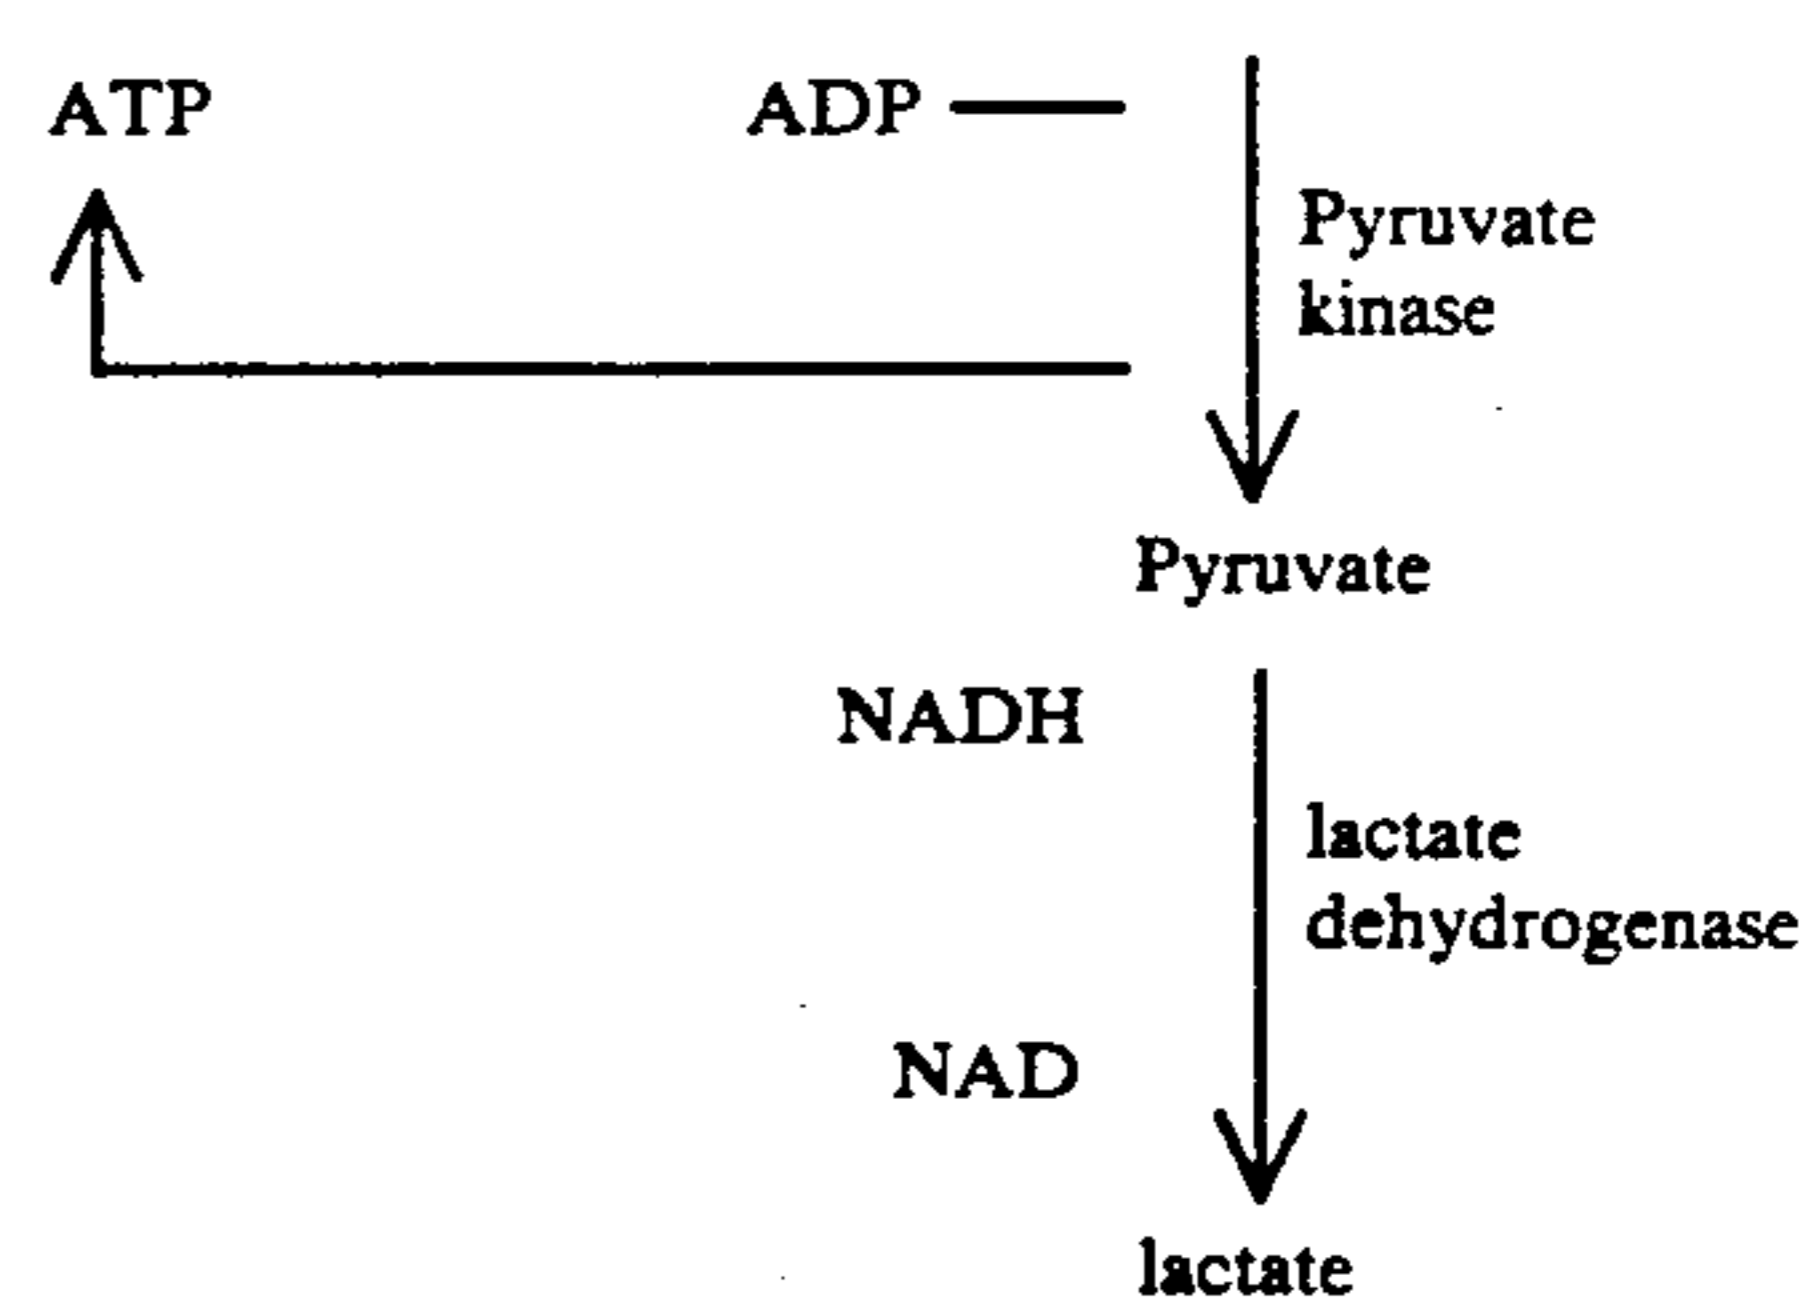 ATP
ADP
Pyruvate
kinase
Pyruvate
NADH
lactate
dehydrogenase
NAD
lactate